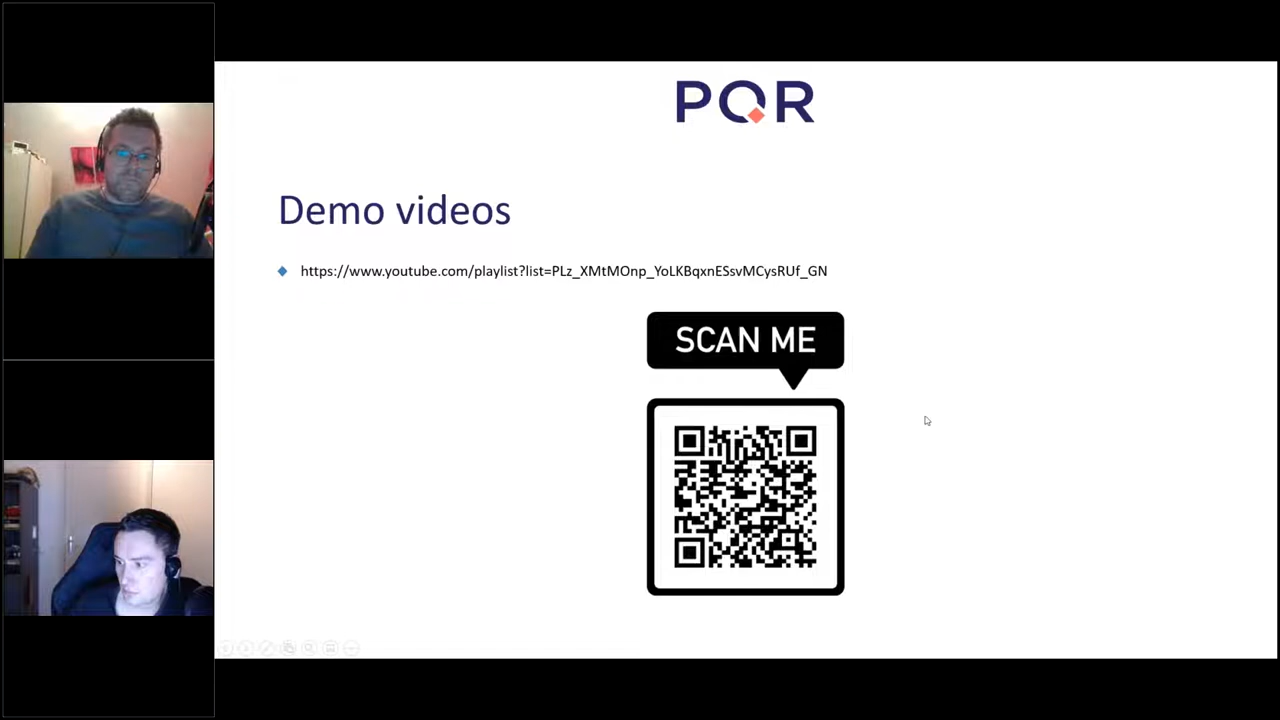 PQR
Demo videos
https://www.youtube.com/playlist?list=PLz_XMtMOnp_YoLKBqxnESsvMCysRUf_GN
SCAN ME